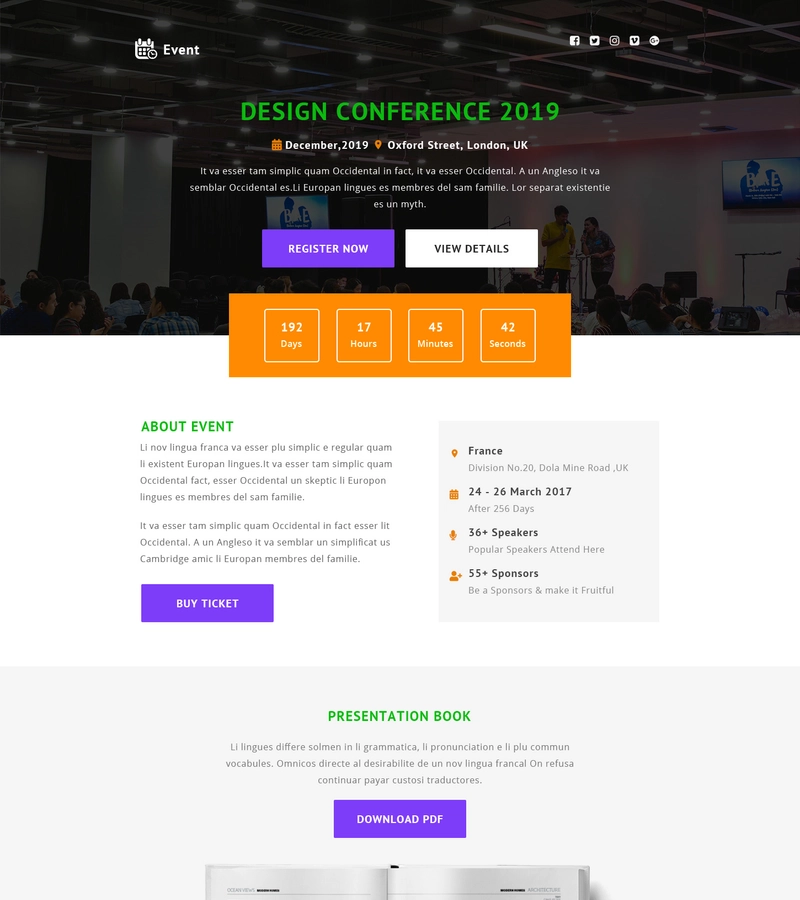 Event
DESIGN CONFERENCE 2019
December,2019 Oxford Street, London, UK
It va esser tam simplic quam Occidental in fact, it va esser Occidental. A un Angleso it va
semblar Occidental es.Li Europan lingues es membres del sam familie. Lor separat existentie
es un myth.
REGISTER NOW
VIEW DETAILS
192 17 45 42
Days Hours Minutes Seconds
ABOUT EVENT
Li nov lingua franca va esser plu simplic e regular quam
li existent Europan lingues.It va esser tam simplic quam
Occidental fact, esser Occidental un skeptic li Europon
lingues es membres del sam familie.
It va esser tam simplic quam Occidental in fact esser lit
Occidental. A un Angleso it va semblar un simplificat us
Cambridge amic li Europan membres del familie.
BUY TICKET
France
Division No.20, Dola Mine Road ,UK
24 - 26 March 2017
After 256 Days
36+ Speakers
Popular Speakers Attend Here
55+ Sponsors
Be a Sponsors & make it Fruitful
PRESENTATION BOOK
Li lingues differe solmen in li grammatica, li pronunciation e li plu commun
vocabules. Omnicos directe al desirabilite de un nov lingua franca! On refusa
continuar payar custosi traductores.
DOWNLOAD PDF
OCEAN VIEWS MODERN HOMES
MODERN HOMES ARCHITECTURE